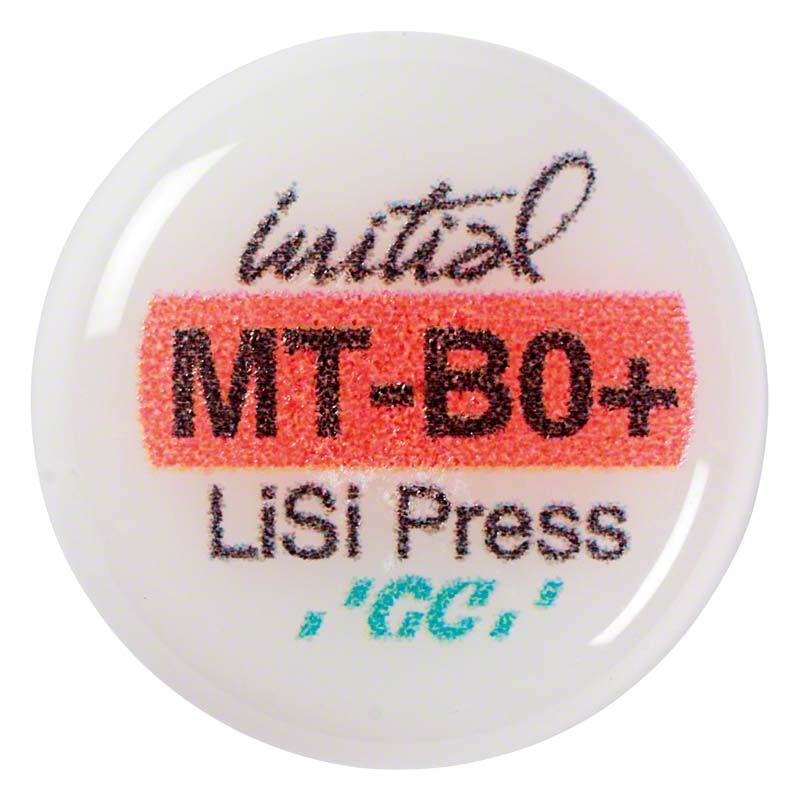 initial
MT-B0+
LiSi Press
'GC'